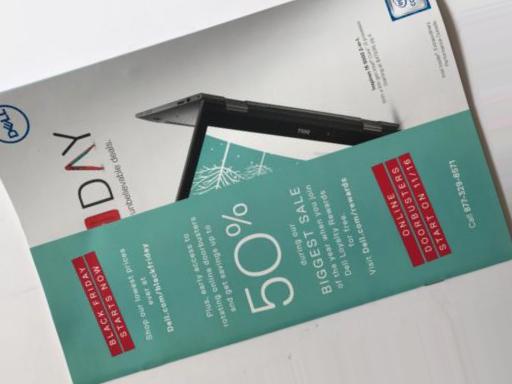 DELL
DAY
unbelievable deals.
DELL
BLACK FRIDAY
STARTS NOW
Shop our lowest prices
ever at
Dell.com/blackfriday
Plus, early access to
rotating online doorbusters
and get savings up to
50%
during our
BIGGEST SALE
of the year when you join
Dell Loyalty Rewards
for free.
Visit Dell.com/rewards
ONLINE
DOORBUSTERS
START ON 11/16
Call 877-329-8571